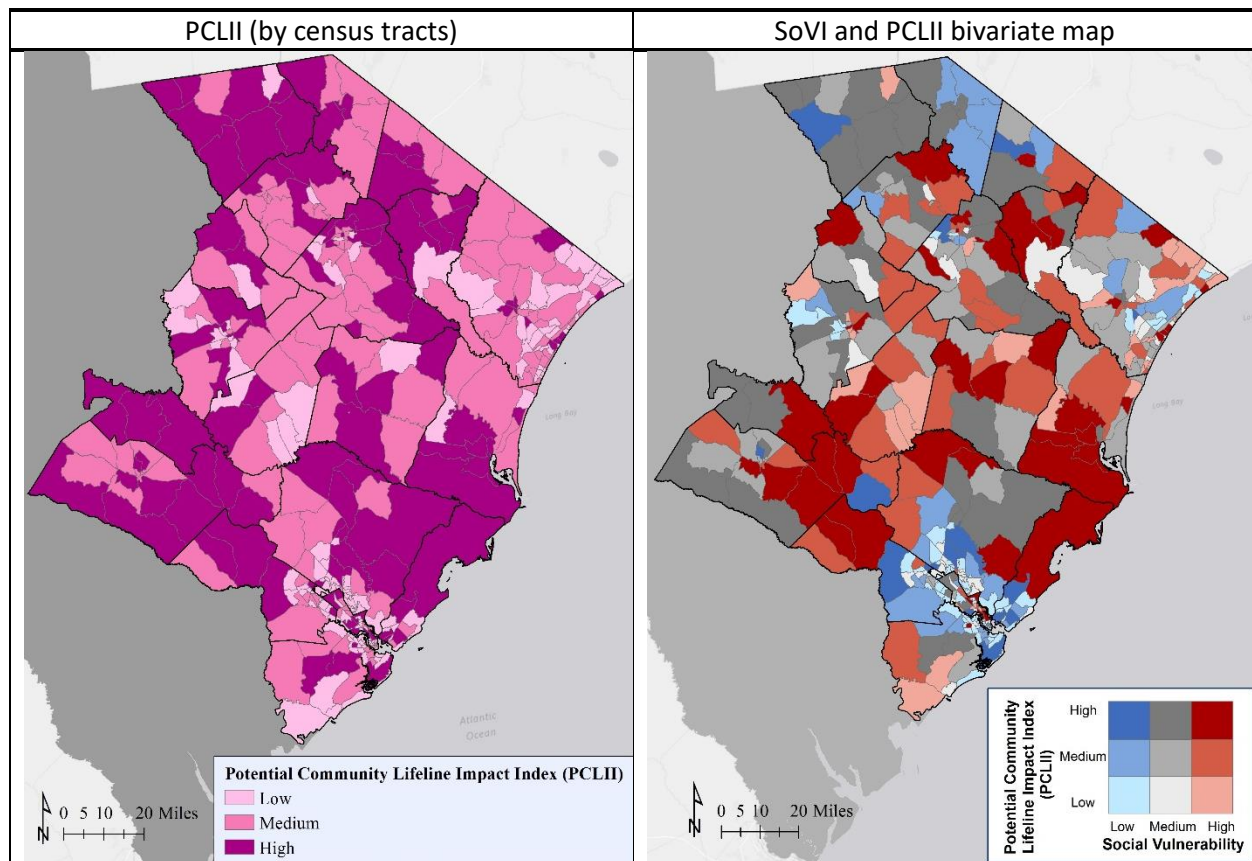 PCLII (by census tracts)
SoVI and PCLII bivariate map
Long Bay
Atlantic
Ocean
Potential Community Lifeline Impact Index (PCLII)
Low
Medium
High
N
0 5 10 20 Miles
Long Bay
N
0 5 10 20 Miles
Potential Community
Lifeline Impact Index
(PCLII)
High
Medium
Low
Low Medium High
Social Vulnerability